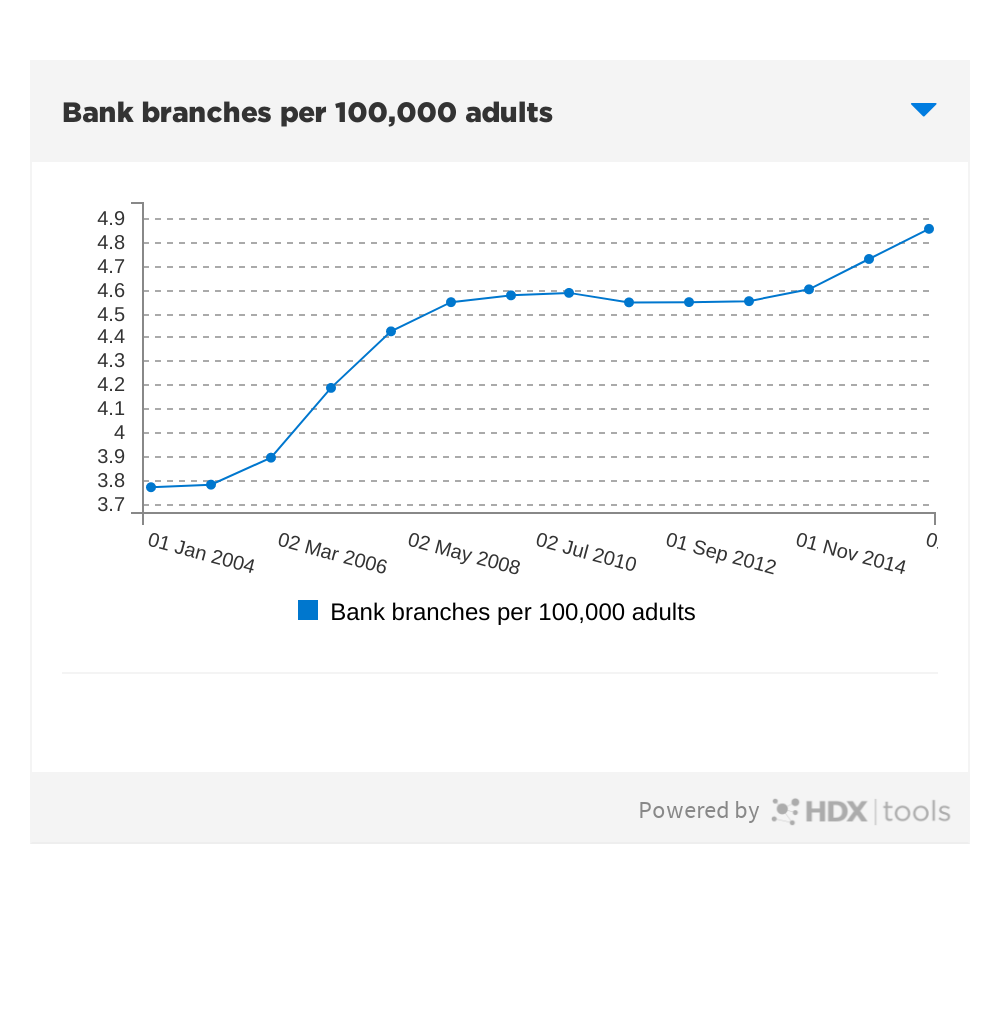 Bank branches per 100,000 adults
4.9
4.8
4.7
4.6
4.5
4.4
4.3
4.2
4.1
4
3.9
3.8
3.7
01 Jan 2004
02 Mar 2006
02 May 2008
02 Jul 2010
01 Sep 2012
01 Nov 2014
Bank branches per 100,000 adults
Powered by HDX tools